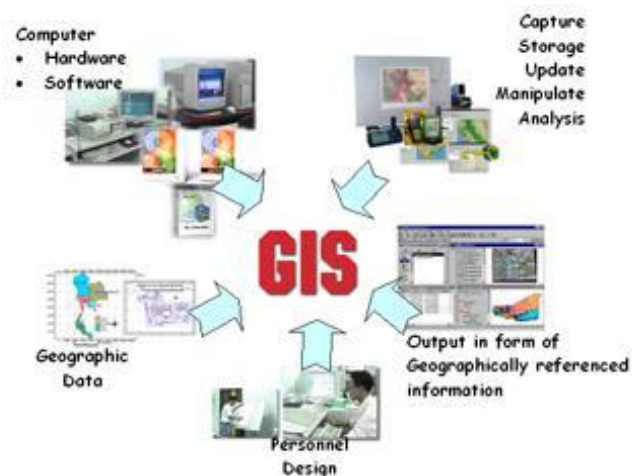 Computer
• Hardware
• Software
Capture
Storage
Update
Manipulate
Analysis
GIS
Geographic
Data
Output in form of
Geographically referenced
information
Personnel
Design